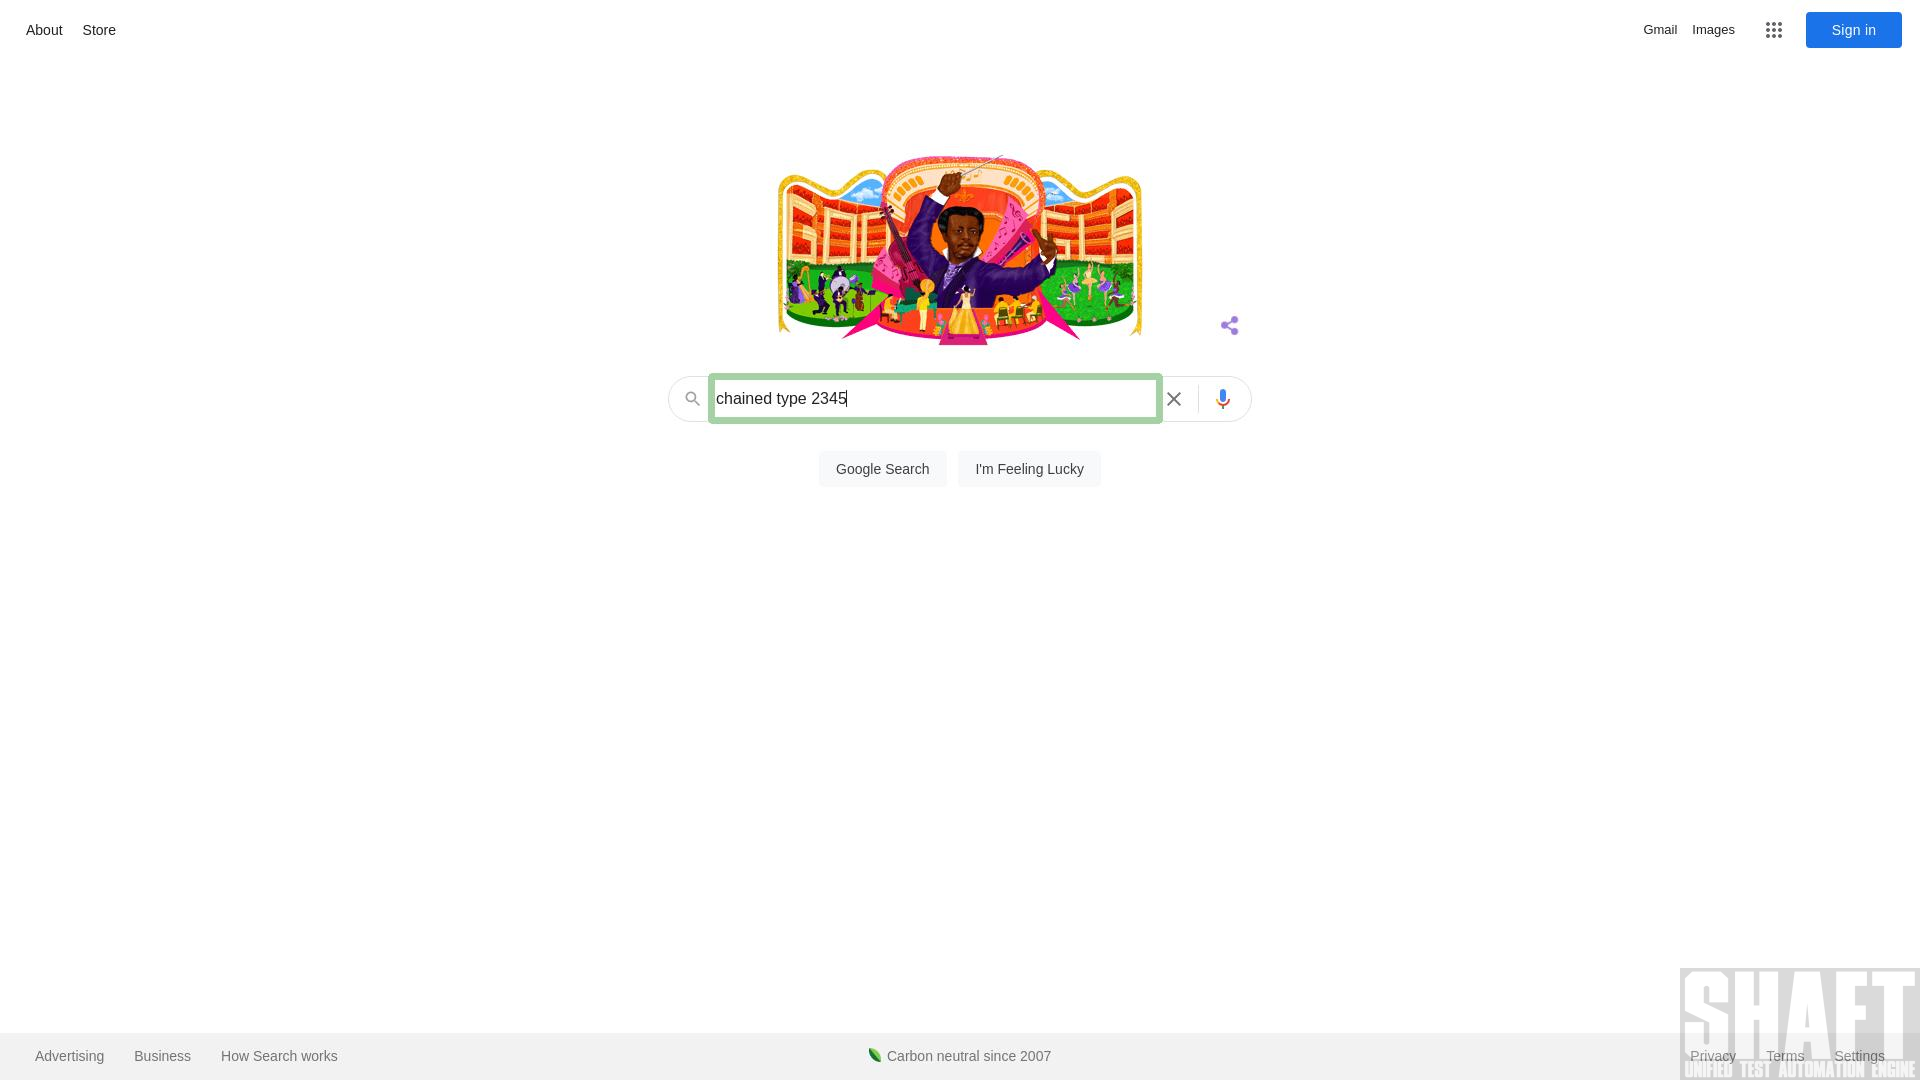 About Store
Gmail Images Sign in
chained type 2345
Google Search I'm Feeling Lucky
Advertising Business How Search works
Carbon neutral since 2007
Privacy Terms Settings
SHAFT
UNIFIED TEST AUTOMATION ENGINE